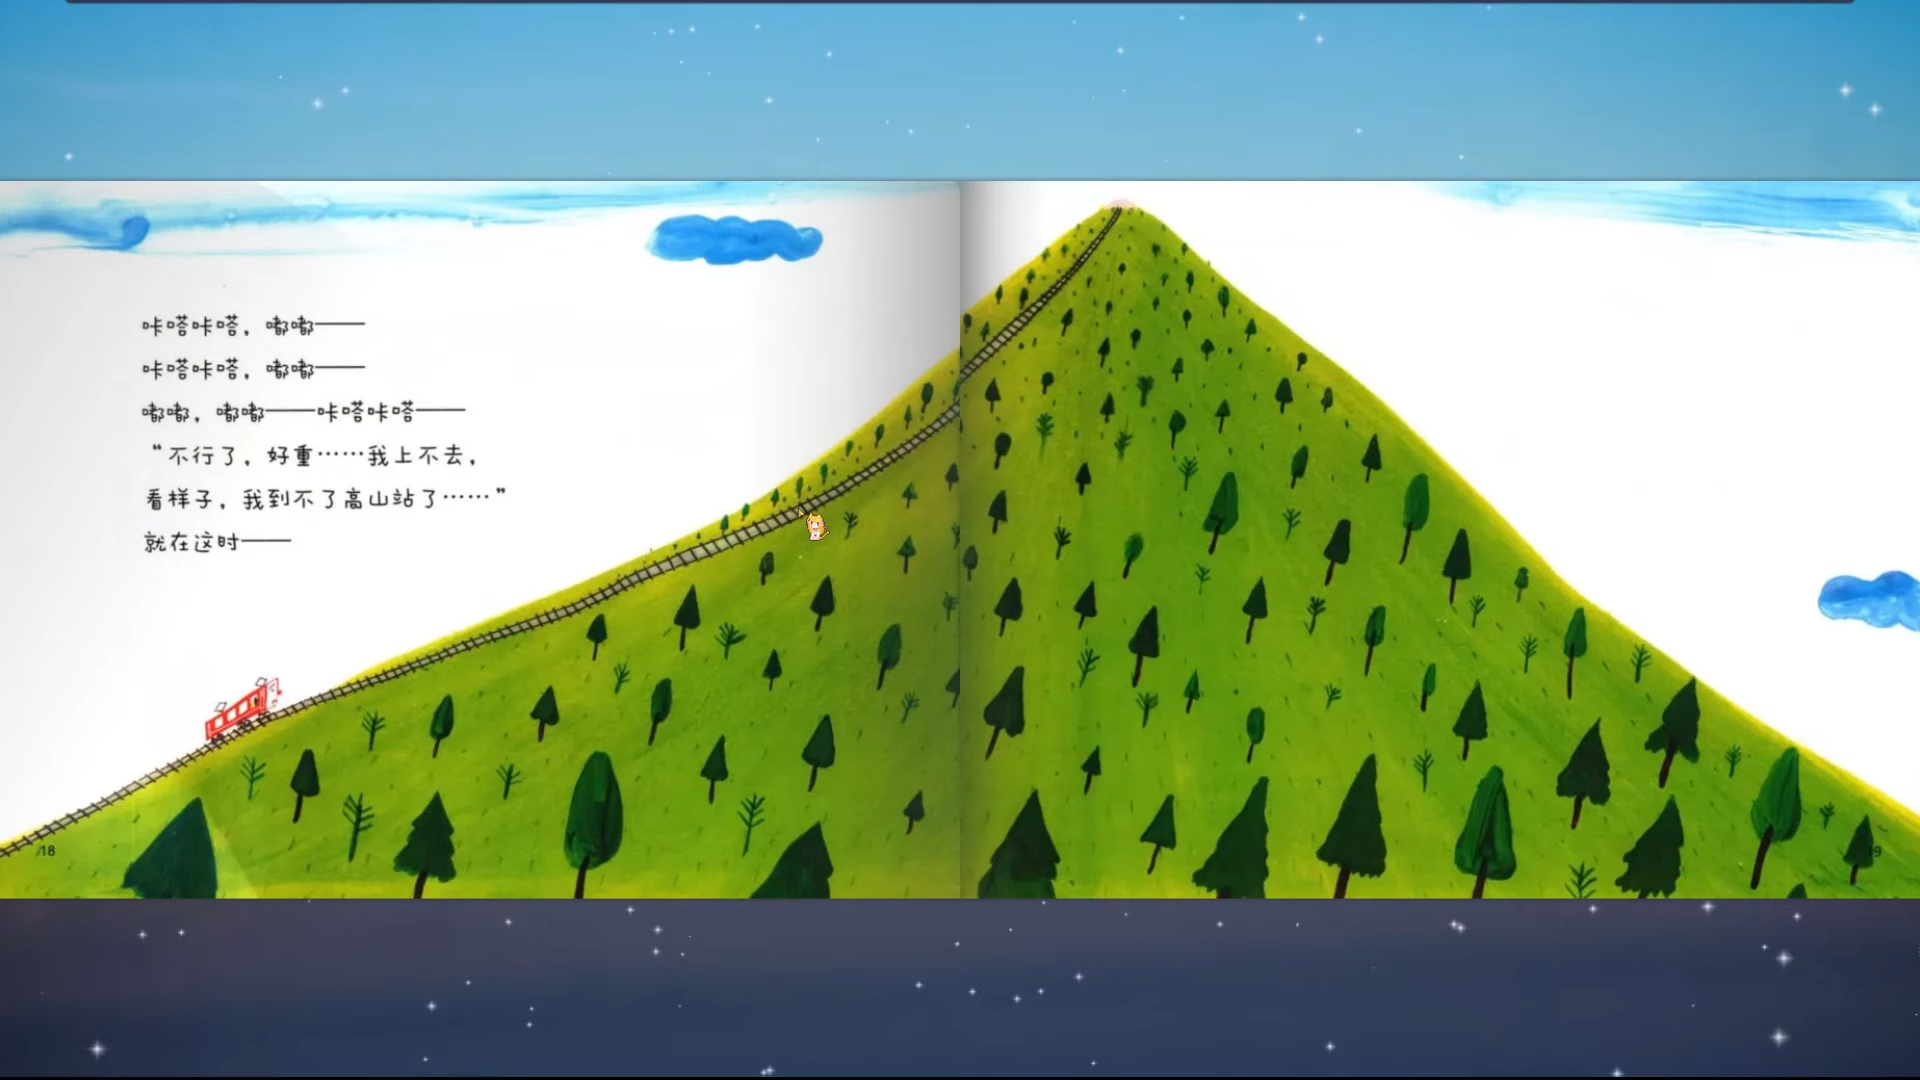 咔嗒咔嗒，嘟嘟——
咔嗒咔嗒，嘟嘟——
嘟嘟，嘟嘟——咔嗒咔嗒——
“不行了，好重……我上不去，
看样子，我到不了高山站了……”
就在这时——
18